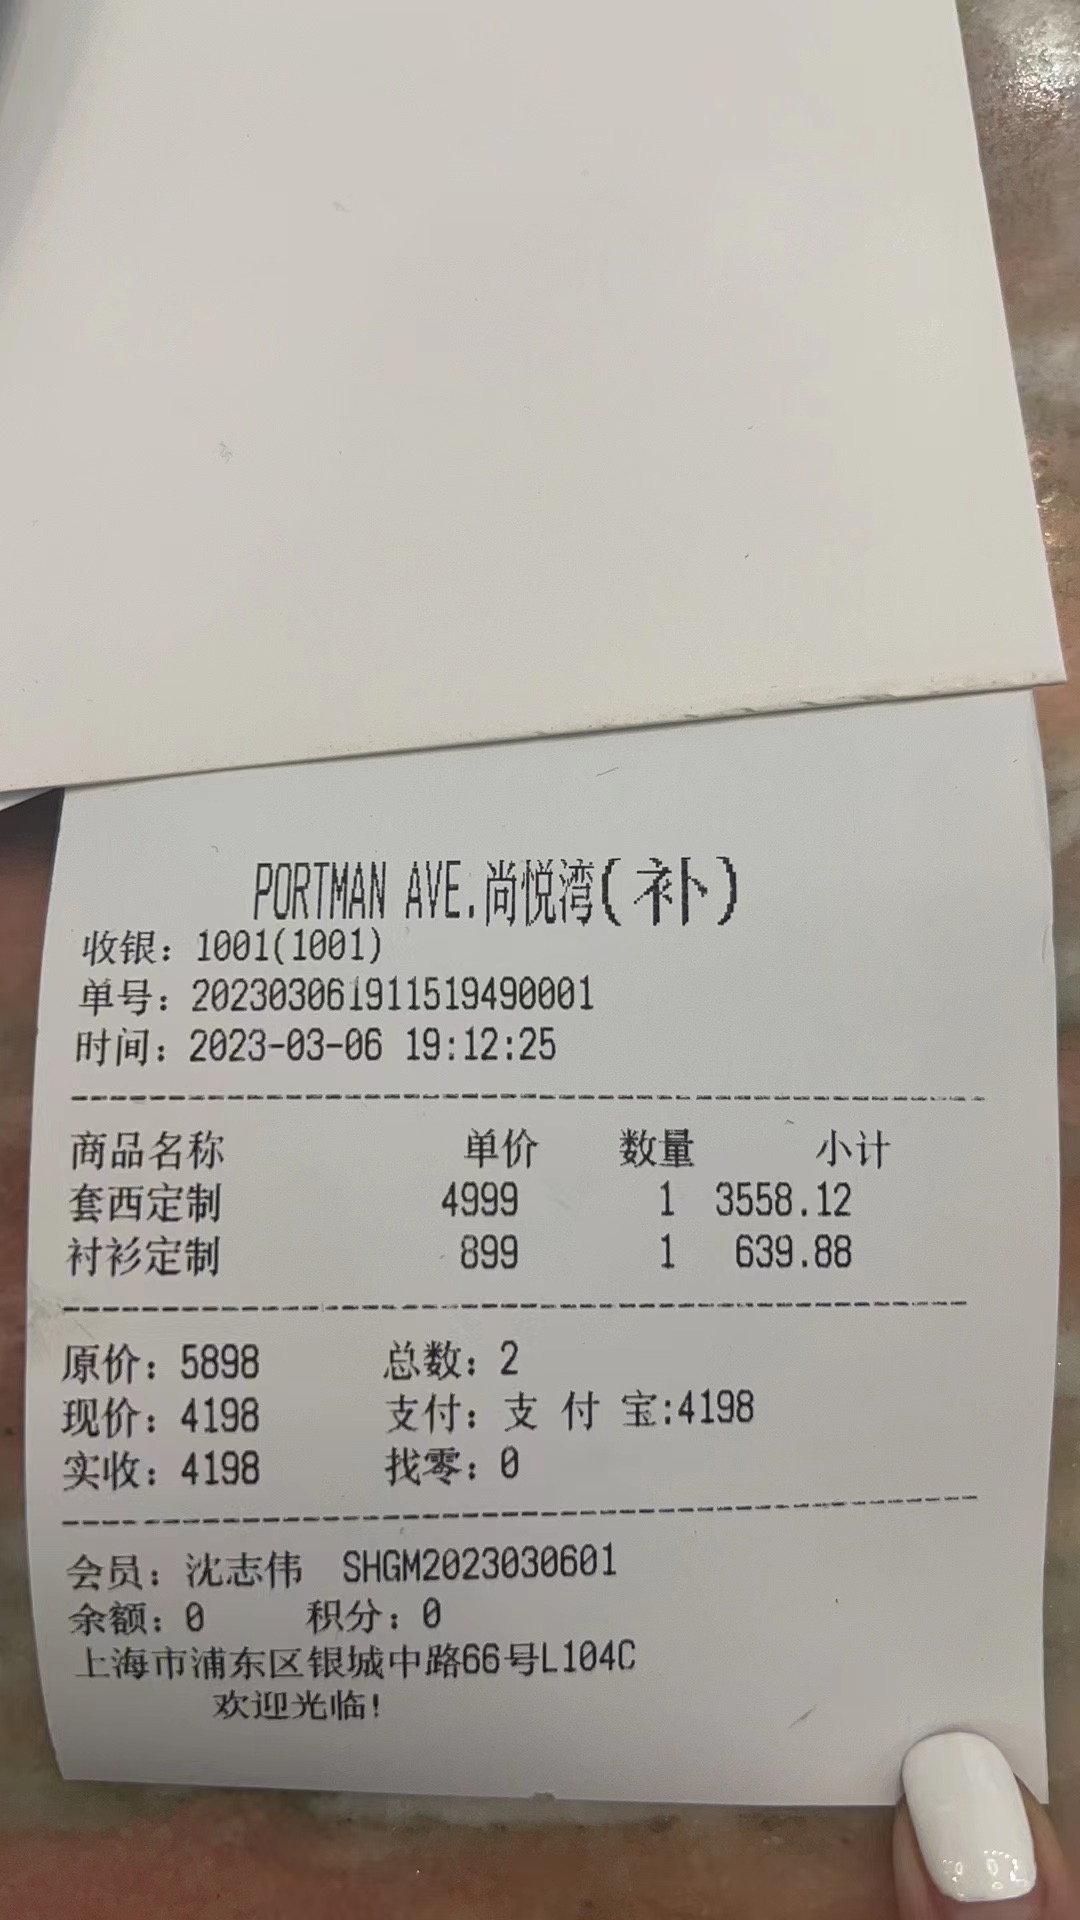 PORTMAN AVE.尚悦湾(补)
收银：1001(1001)
单号：202303061911519490001
时间：2023-03-06 19:12:25
商品名称 单价 数量 小计
套西定制 4999 1 3558.12
衬衫定制 899 1 639.88
原价：5898 总数：2
现价：4198 支付：支 付 宝:4198
实收：4198 找零：0
会员：沈志伟 SHGM2023030601
余额：0 积分：0
上海市浦东区银城中路66号L104C
欢迎光临!